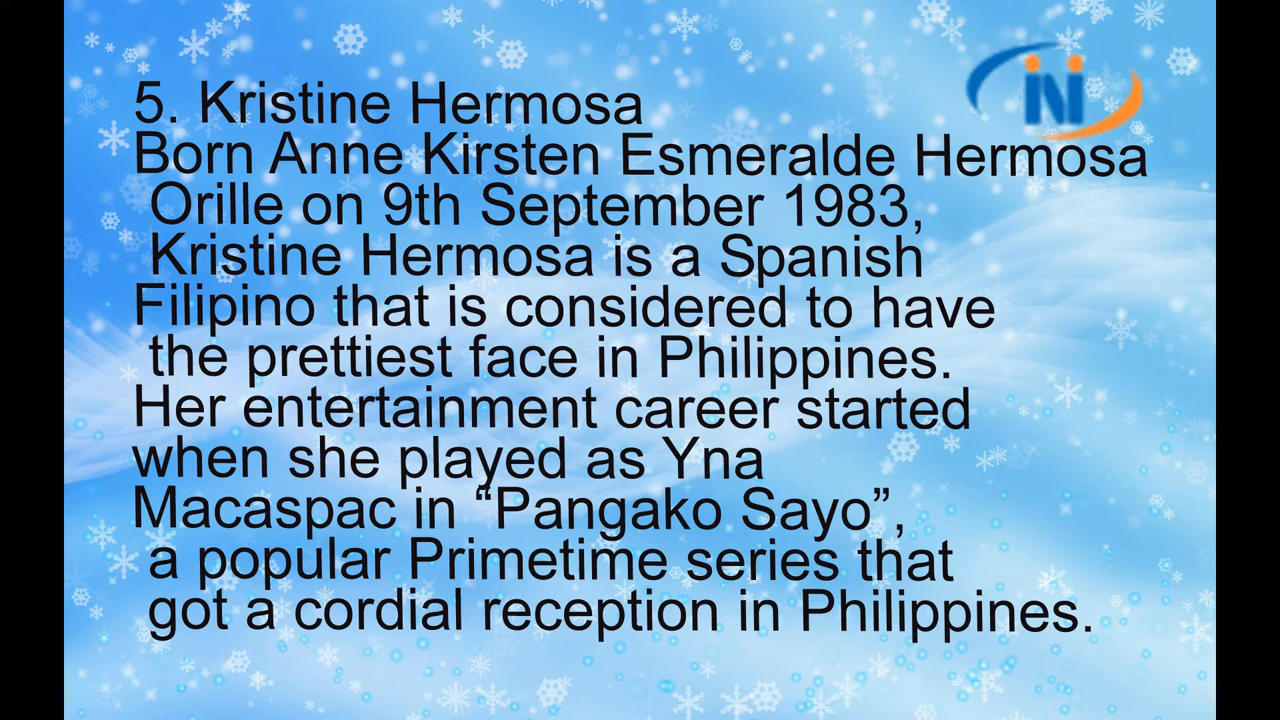 5. Kristine Hermosa
Born Anne Kirsten Esmeralde Hermosa
Orille on 9th September 1983,
Kristine Hermosa is a Spanish
Filipino that is considered to have
the prettiest face in Philippines.
Her entertainment career started
when she played as Yna
Macaspac in “Pangako Sayo”,
a popular Primetime series that
got a cordial reception in Philippines.
iNi